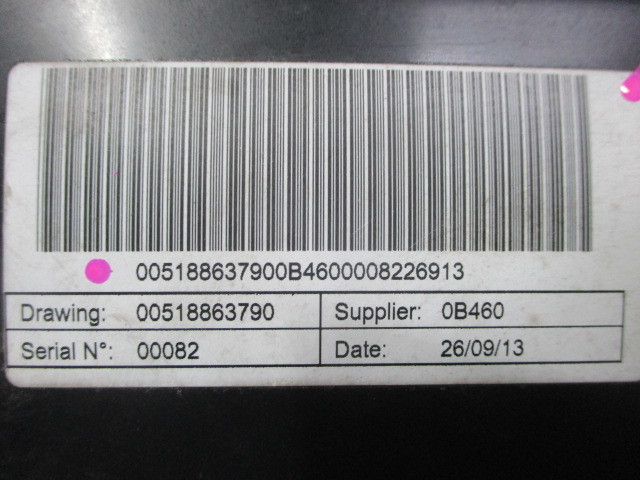 005188637900B4600008226913
Drawing: 00518863790 Supplier: 0B460
Serial N°: 00082 Date: 26/09/13